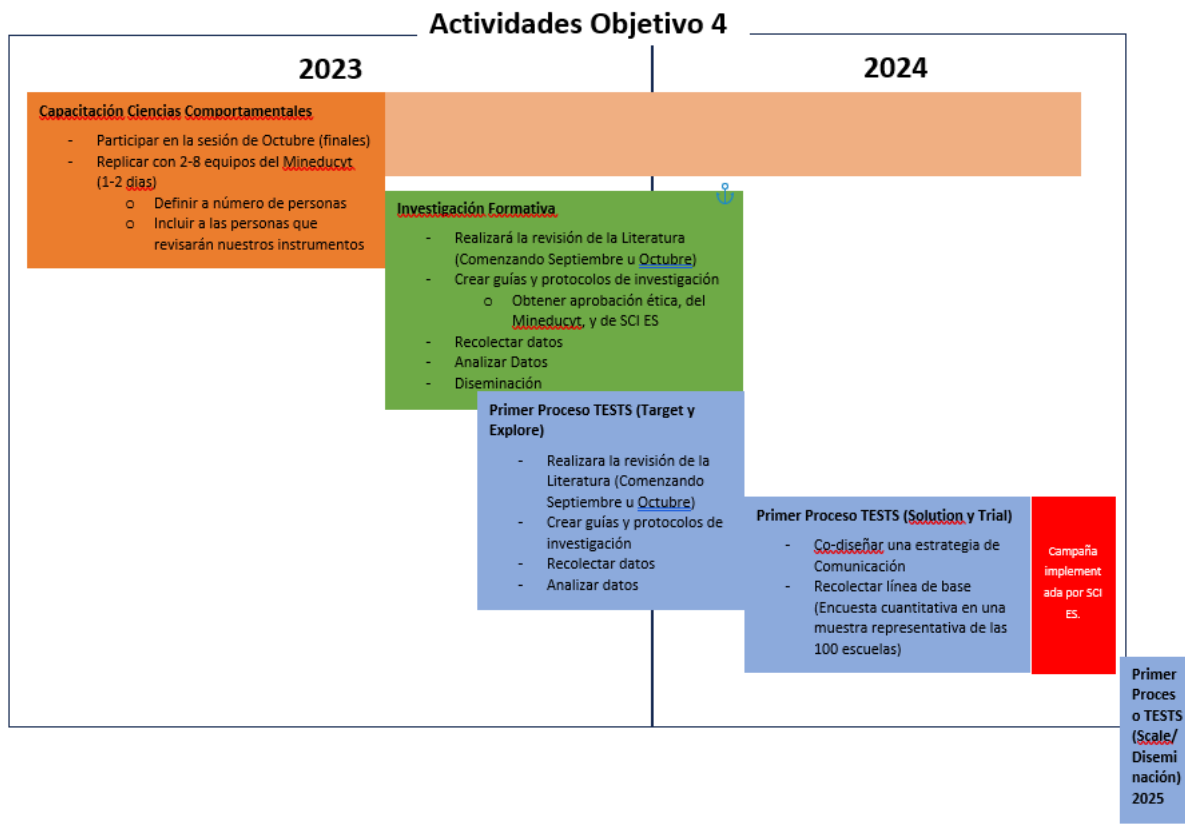 Actividades Objetivo 4
2023
2024
Capacitación Ciencias Comportamentales
- Participar en la sesión de Octubre (finales)
- Replicar con 2-8 equipos del Mineducyt
(1-2 dias)
o Definir a número de personas
o Incluir a las personas que
revisarán nuestros instrumentos
Investigación Formativa
- Realizará la revisión de la Literatura
(Comenzando Septiembre u Octubre)
- Crear guías y protocolos de investigación
o Obtener aprobación ética, del
Mineducyt, y de SCI ES
- Recolectar datos
- Analizar Datos
- Diseminación
Primer Proceso TESTS (Target y
Explore)
- Realizara la revisión de la
Literatura (Comenzando
Septiembre u Octubre)
- Crear guías y protocolos de
investigación
- Recolectar datos
- Analizar datos
Primer Proceso TESTS (Solution y Trial)
- Co-diseñar una estrategia de
Comunicación
- Recolectar línea de base
(Encuesta cuantitativa en una
muestra representativa de las
100 escuelas)
Campaña
implement
ada por SCI
ES.
Primer
Proces
o TESTS
(Scale/
Disemi
nación)
2025